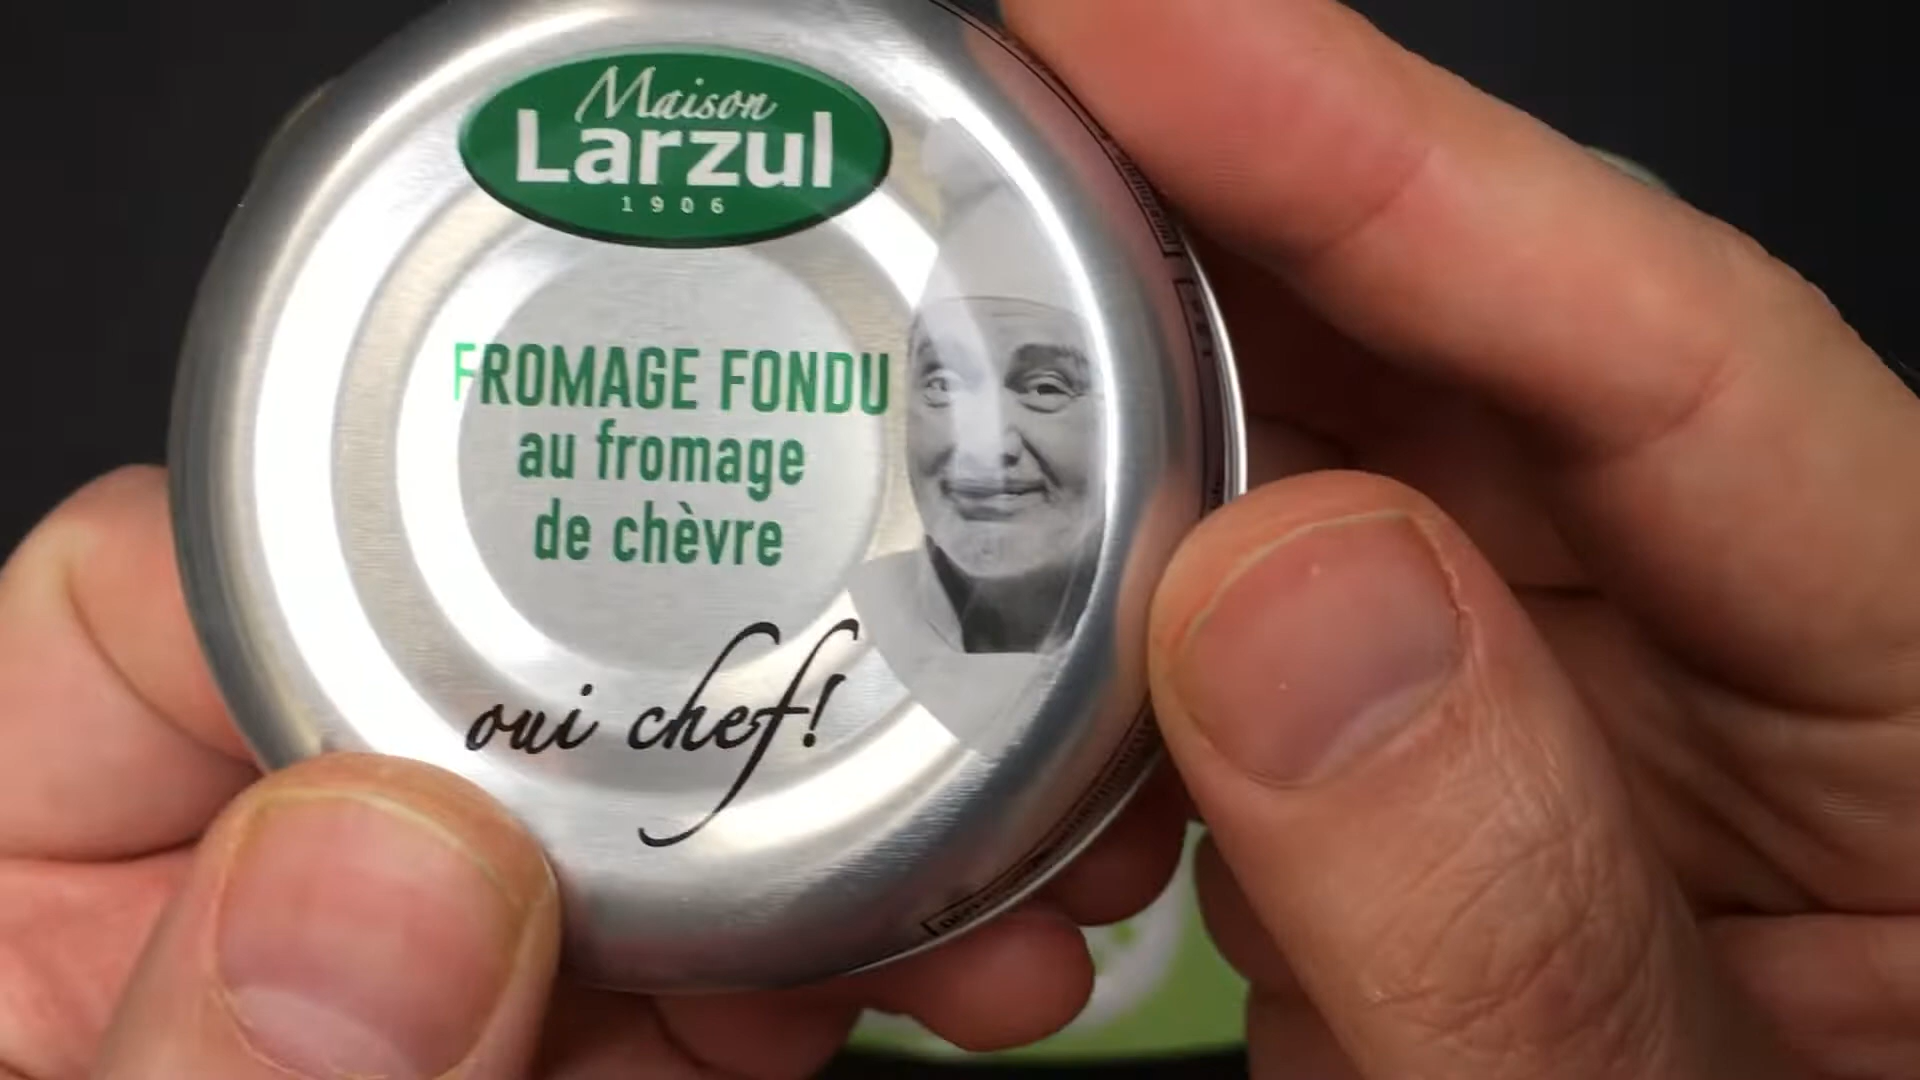 Maison
Larzul
1906
FROMAGE FONDU
au fromage
de chèvre
oui chef!